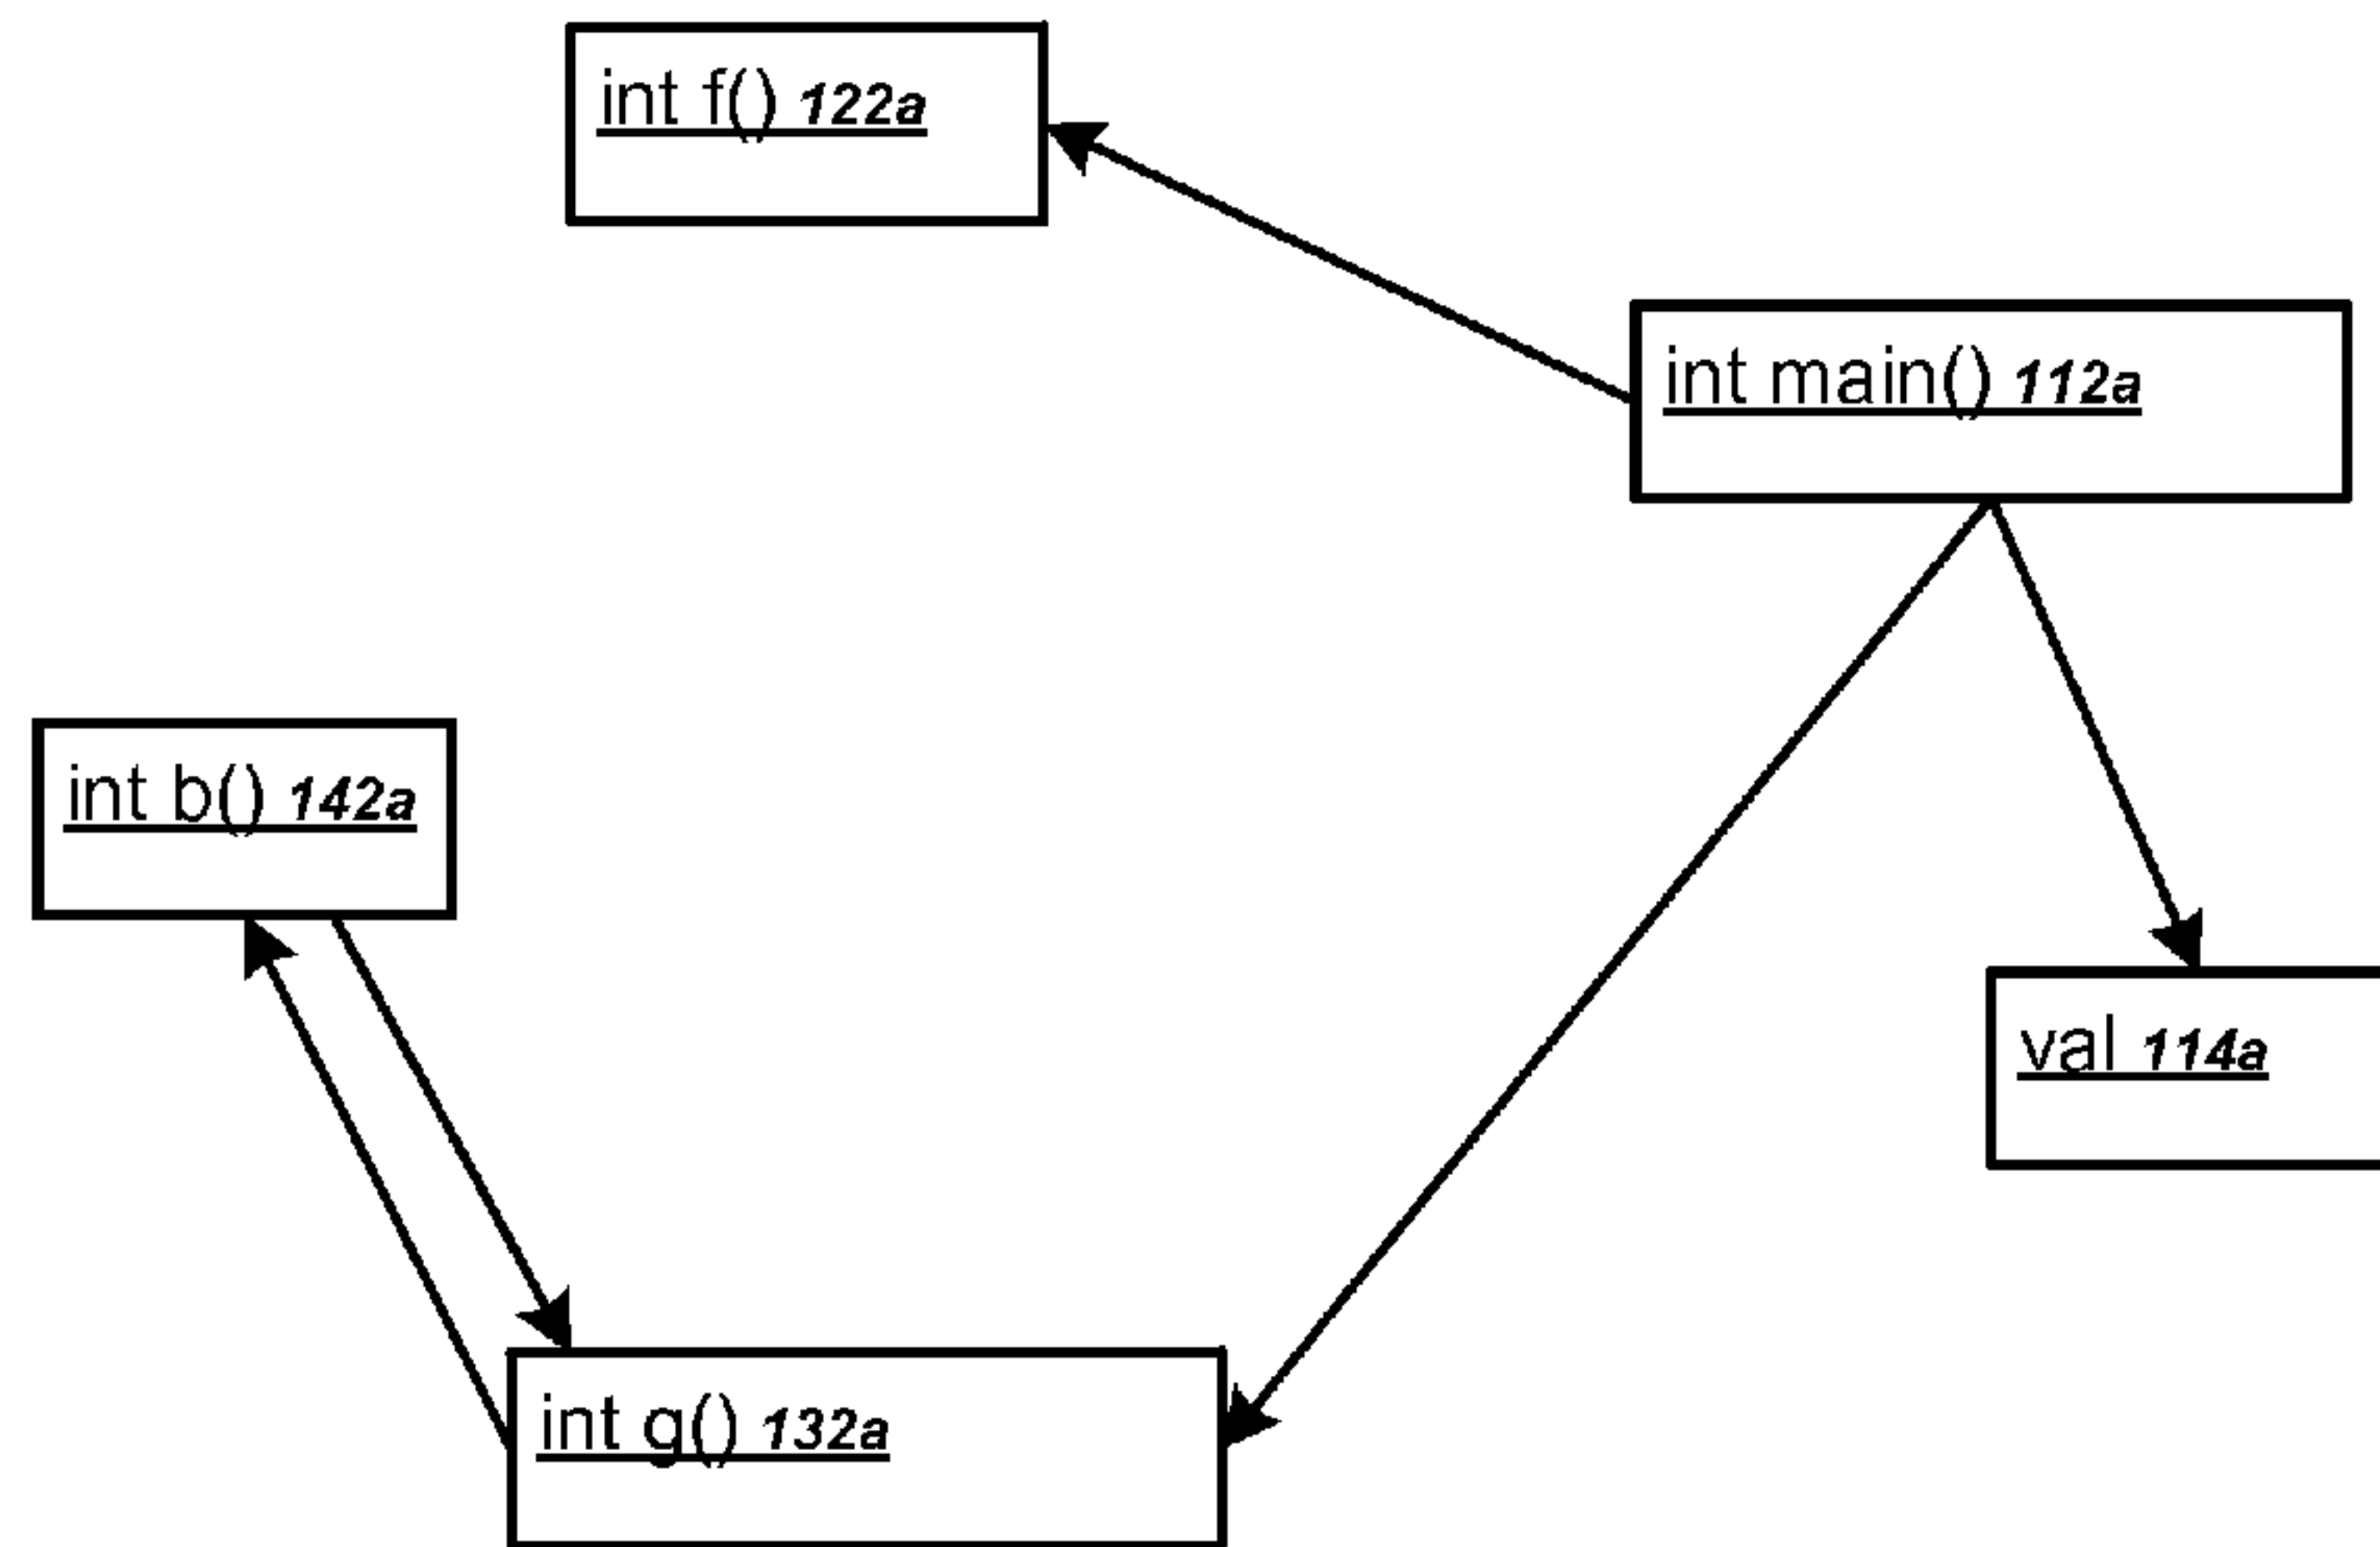 int f() 122a
int main() 112a
int b() 142a
val 114a
int g() 132a